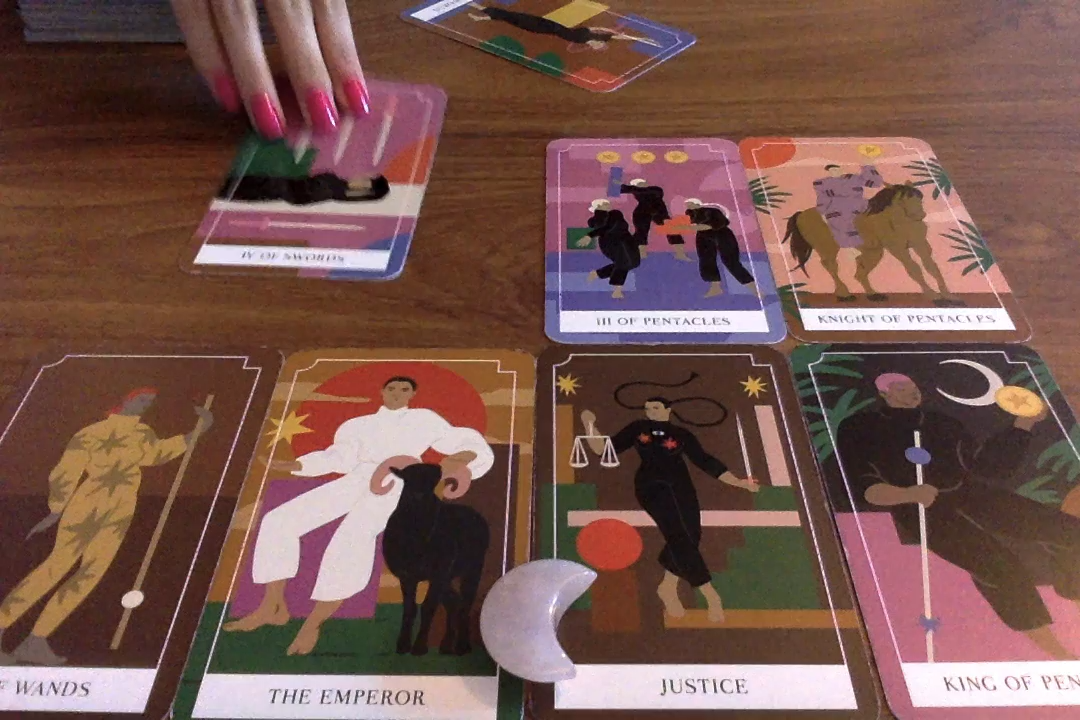 IV OF SWORDS
III OF PENTACLES
KNIGHT OF PENTACLES
F WANDS
THE EMPEROR
JUSTICE
KING OF PEN